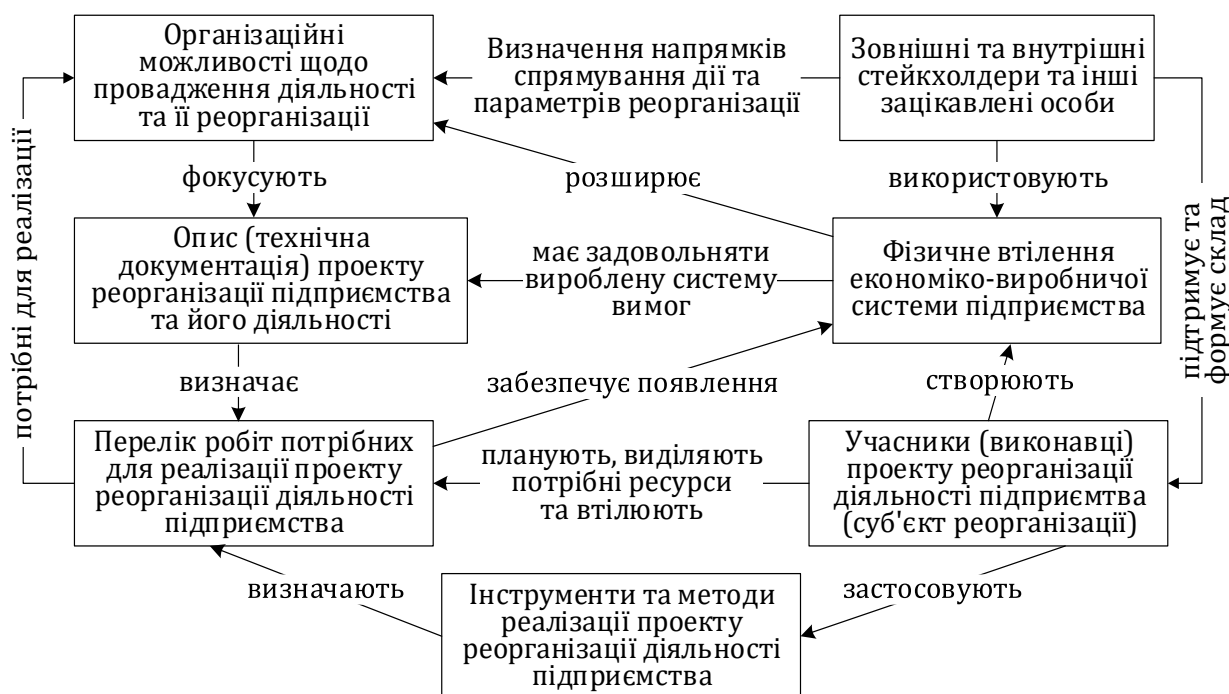 Організаційні
можливості щодо
провадження діяльності
та її реорганізації
Визначення напрямків
спрямування дії та
параметрів реорганізації
Зовнішні та внутрішні
стейкхолдери та інші
зацікавлені особи
фокусують
розширює
використовують
потрібні для реалізації
підтримує та
формує склад
Опис (технічна
документація) проекту
реорганізації підприємства
та його діяльності
має задовольняти
вироблену систему
вимог
Фізичне втілення
економіко-виробничої
системи підприємства
визначає
забезпечує появлення
створюють
Перелік робіт потрібних
для реалізації проекту
реорганізації діяльності
підприємства
планують, виділяють
потрібні ресурси
та втілюють
Учасники (виконавці)
проекту реорганізації
діяльності підприємтва
(суб'єкт реорганізації)
визначають
застосовують
Інструменти та методи
реалізації проекту
реорганізації діяльності
підприємства